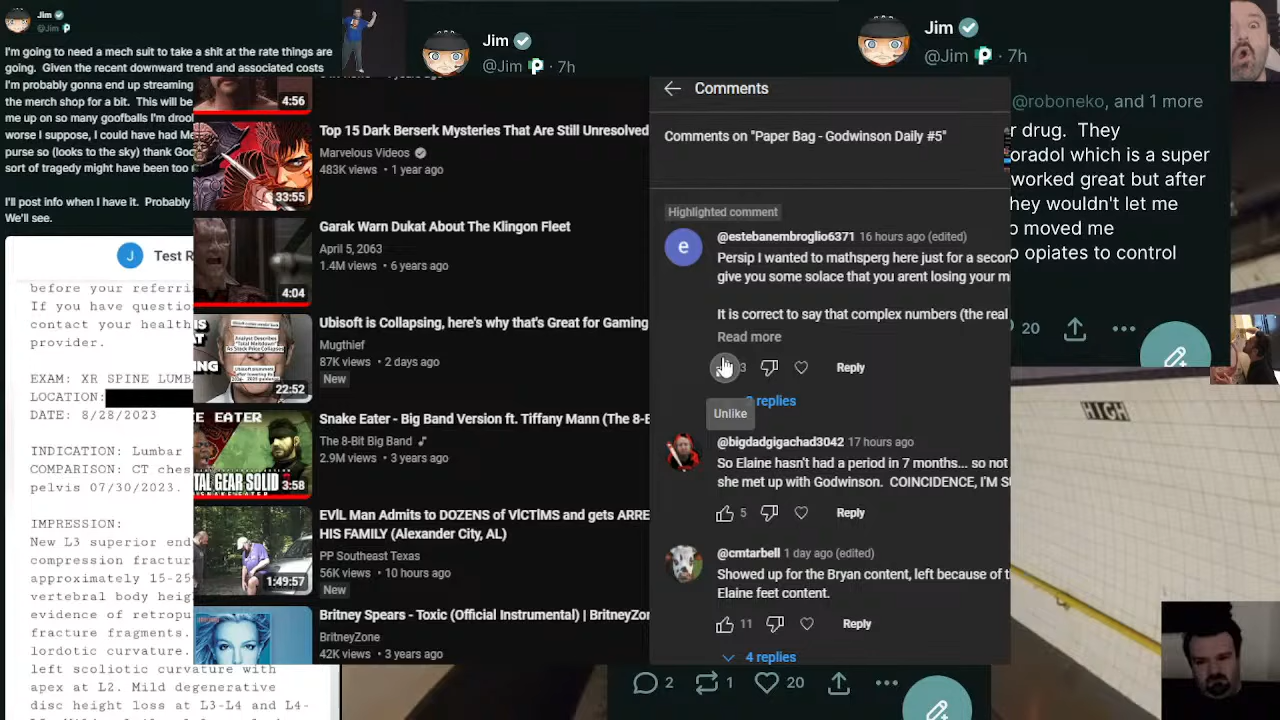 Jim
@Jim
I'm going to need a mech suit to take a shit at the rate things are
going. Given the recent downward trend and associated costs
I'm probably gonna end up streaming
the merch shop for a bit. This will be
me up on so many goofballs I'm drool
worse I suppose, I could have had Me
purse so (looks to the sky) thank God
sort of tragedy might have been too
I'll post info when I have it. Probably
We'll see.
J
Test R
before your referri
If you have questio
contact your health
provider.
EXAM: XR SPINE LUMB
LOCATION:
DATE: 8/28/2023
INDICATION: Lumbar
COMPARISON: CT ches
pelvis 07/30/2023.
IMPRESSION:
New L3 superior end
compression fractur
approximately 15-25%
vertebral body heig
evidence of retropu
fracture fragments.
lordotic curvature.
left scoliotic curvature with
apex at L2. Mild degenerative
disc height loss at L3-L4 and L4-
Jim
@Jim · 7h
4:56
Top 15 Dark Berserk Mysteries That Are Still Unresolved
Marvelous Videos
483K views • 1 year ago
33:55
Garak Warn Dukat About The Klingon Fleet
April 5, 2063
1.4M views • 6 years ago
4:04
Ubisoft is Collapsing, here's why that's Great for Gaming
Mugthief
87K views • 2 days ago
New
Analyst Describes
"Total Meltdown"
As Stock Price Collapses
22:52
Snake Eater - Big Band Version ft. Tiffany Mann (The 8-B
The 8-Bit Big Band
2.9M views • 3 years ago
E EATER
TAL GEAR SOLID
3:58
EVIL Man Admits to DOZENS of VICTIMS and gets ARRE
HIS FAMILY (Alexander City, AL)
PP Southeast Texas
56K views • 10 hours ago
New
1:49:57
Britney Spears - Toxic (Official Instrumental) | BritneyZon
BritneyZone
42K views • 3 years ago
Comments
Comments on "Paper Bag - Godwinson Daily #5"
Highlighted comment
e
@estebanembroglio6371 16 hours ago (edited)
Persip I wanted to mathsperg here just for a secon
give you some solace that you arent losing your mi
It is correct to say that complex numbers (the real
Read more
3
Reply
replies
Unlike
@bigdadgigachad3042 17 hours ago
So Elaine hasn't had a period in 7 months... so not
she met up with Godwinson. COINCIDENCE, I'M S
5
Reply
@cmtarbell 1 day ago (edited)
Showed up for the Bryan content, left because of t
Elaine feet content.
11
Reply
4 replies
2
1
20
Jim
@Jim · 7h
@roboneko, and 1 more
r drug. They
oradol which is a super
worked great but after
hey wouldn't let me
o moved me
o opiates to control
20
HIGH